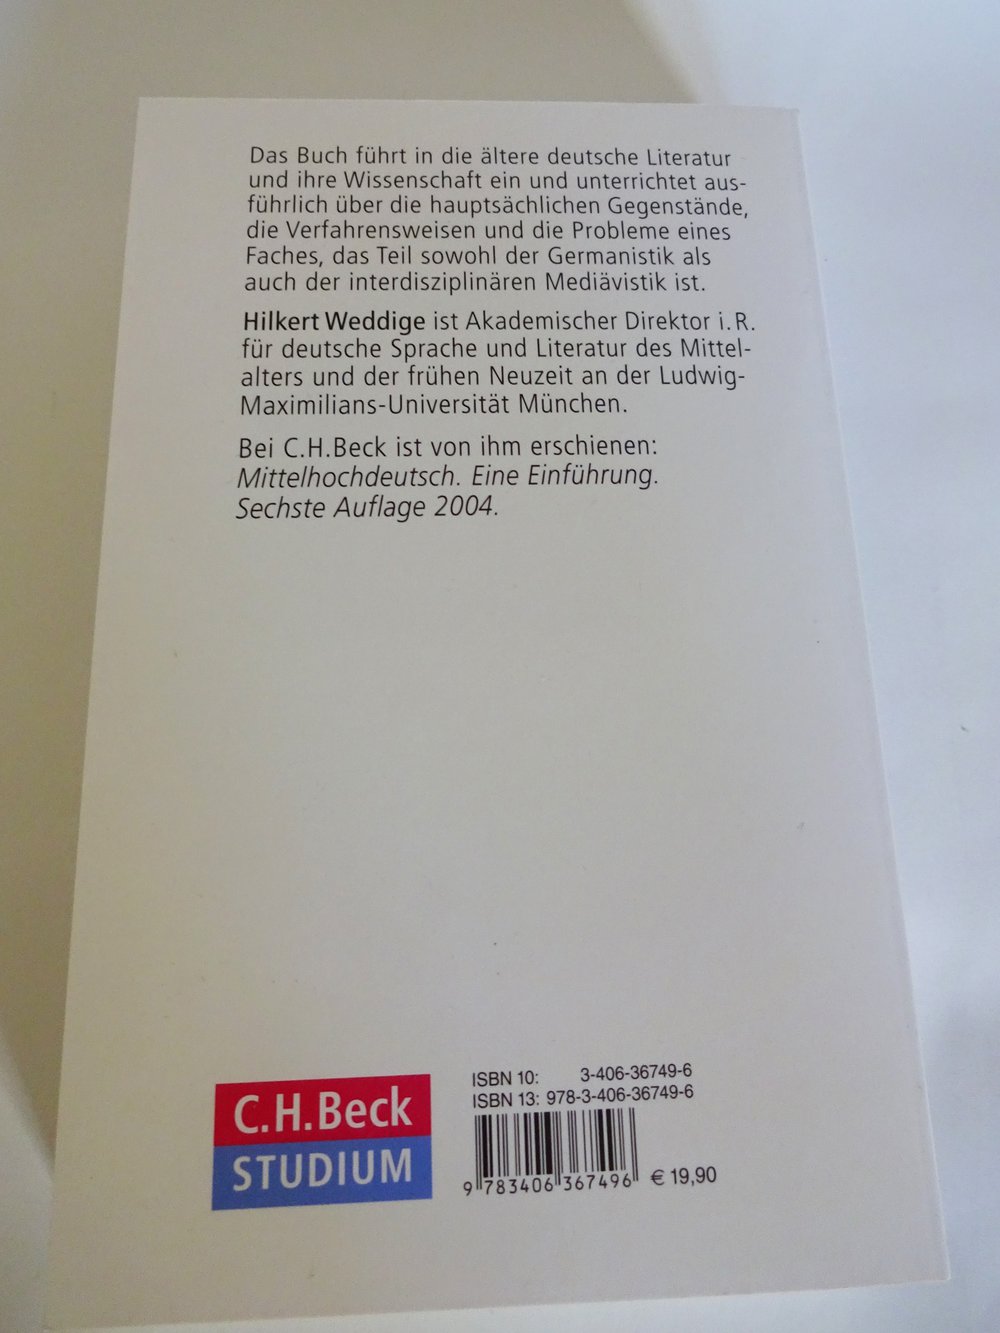 Das Buch führt in die ältere deutsche Literatur
und ihre Wissenschaft ein und unterrichtet aus-
führlich über die hauptsächlichen Gegenstände,
die Verfahrensweisen und die Probleme eines
Faches, das Teil sowohl der Germanistik als
auch der interdisziplinären Mediävistik ist.
Hilkert Weddige ist Akademischer Direktor i. R.
für deutsche Sprache und Literatur des Mittel-
alters und der frühen Neuzeit an der Ludwig-
Maximilians-Universität München.
Bei C.H.Beck ist von ihm erschienen:
Mittelhochdeutsch. Eine Einführung.
Sechste Auflage 2004.
C.H.Beck
STUDIUM
ISBN 10: 3-406-36749-6
ISBN 13: 978-3-406-36749-6
9 783406 367496 € 19,90